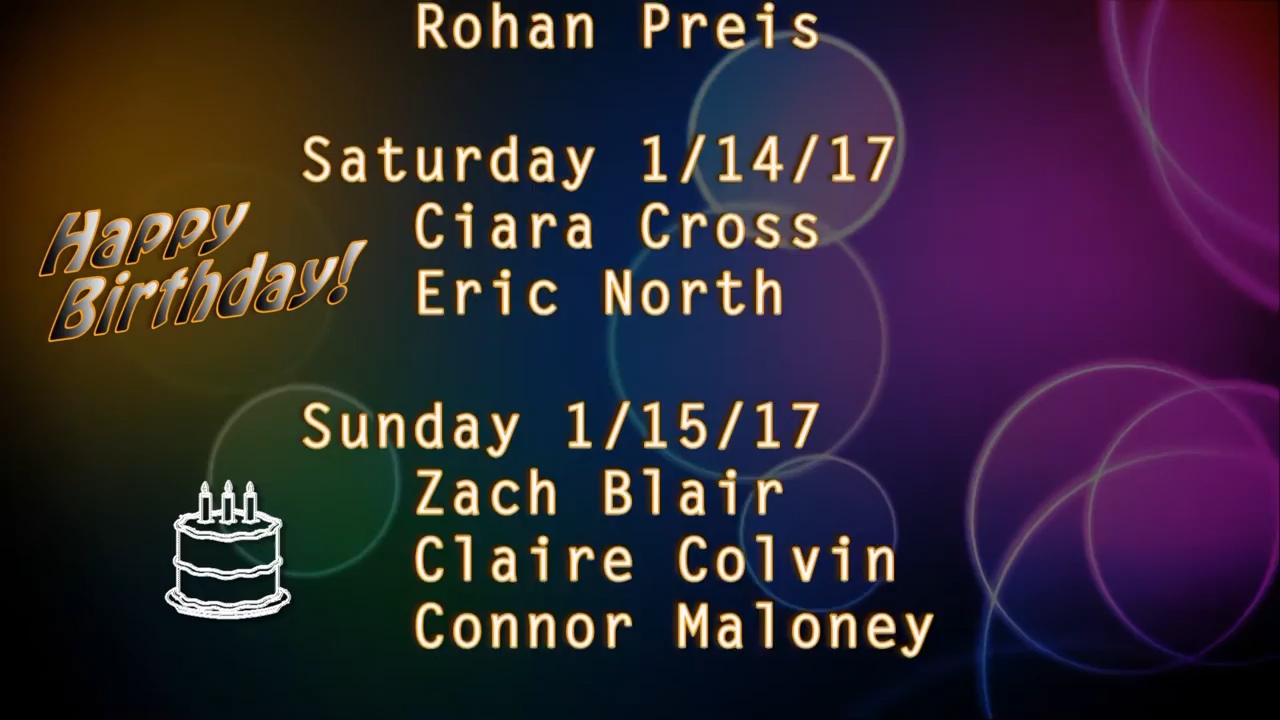 Rohan Preis
Saturday 1/14/17
Ciara Cross
Eric North
Happy
Birthday!
Sunday 1/15/17
Zach Blair
Claire Colvin
Connor Maloney